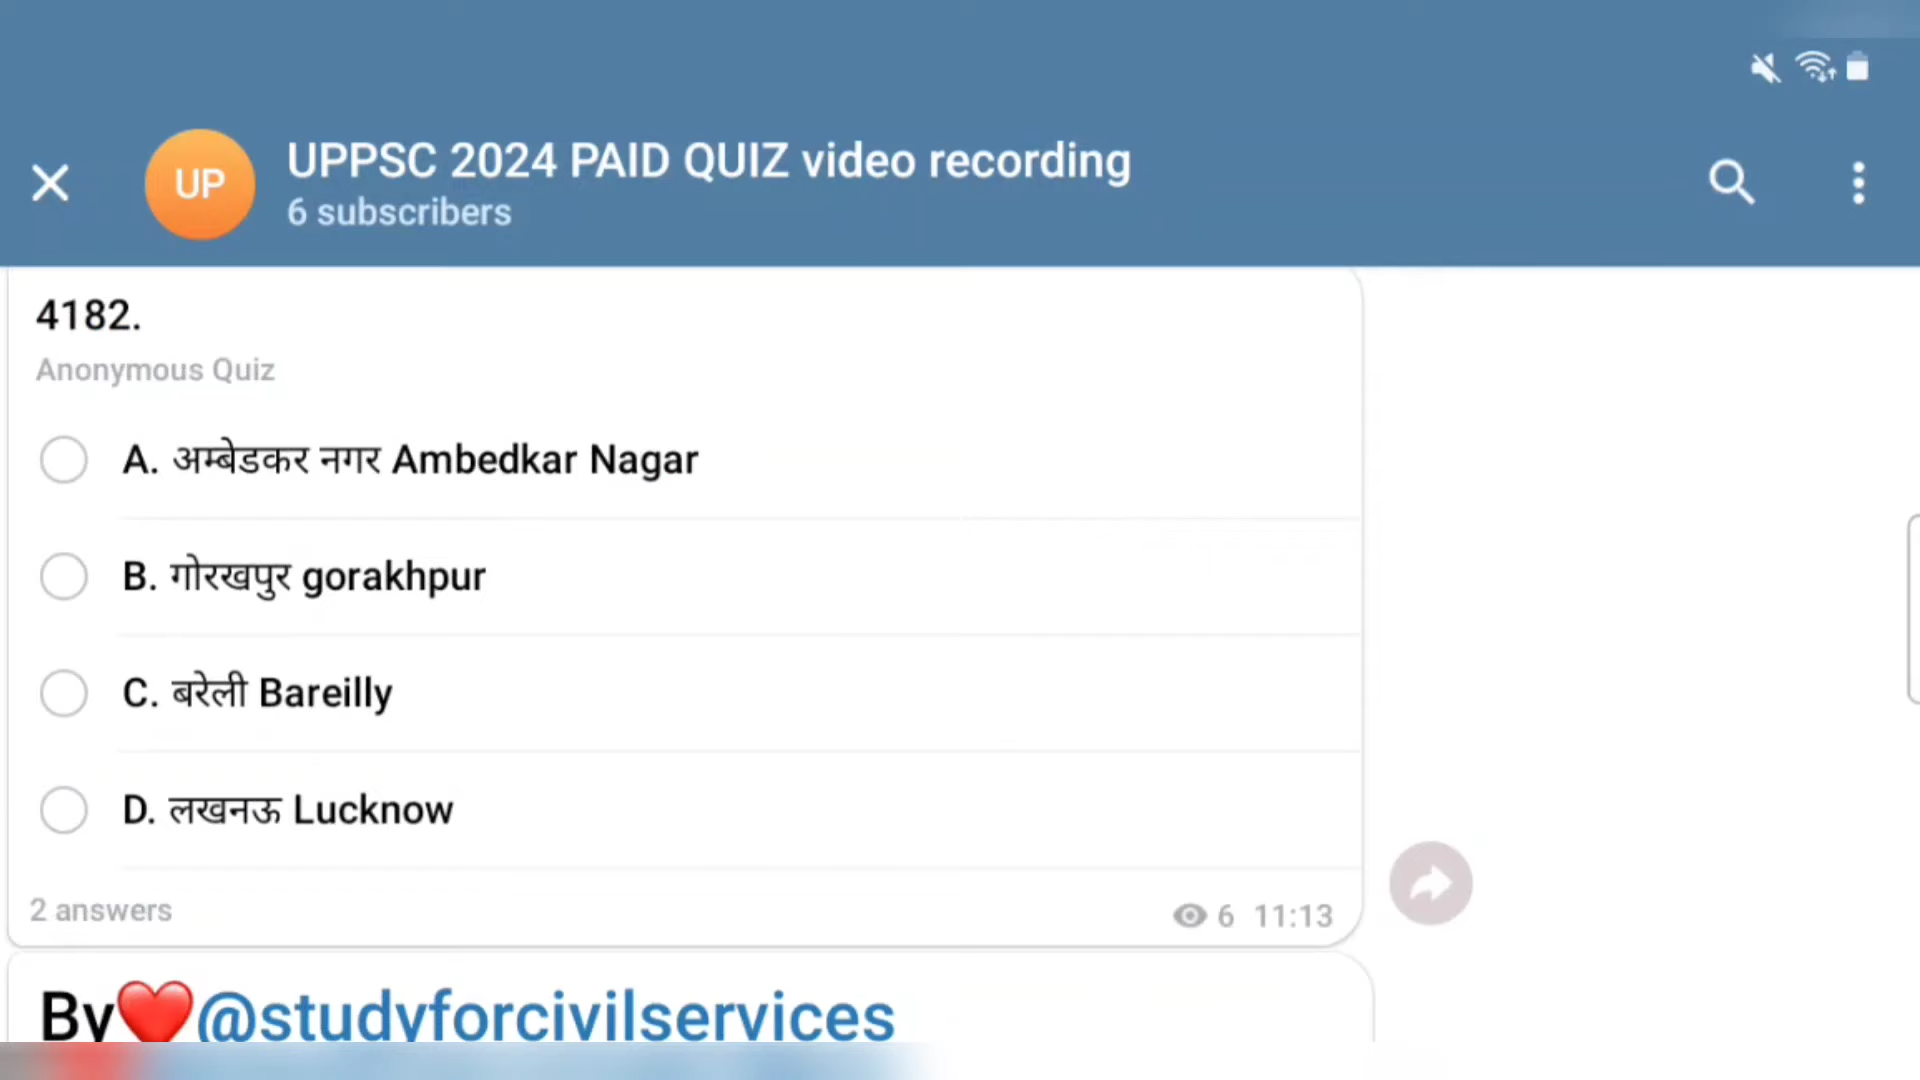 UP
UPPSC 2024 PAID QUIZ video recording
6 subscribers
4182.
Anonymous Quiz
A. अम्बेडकर नगर Ambedkar Nagar
B. गोरखपुर gorakhpur
C. बरेली Bareilly
D. लखनऊ Lucknow
2 answers
6 11:13
By❤️@studyforcivilservices